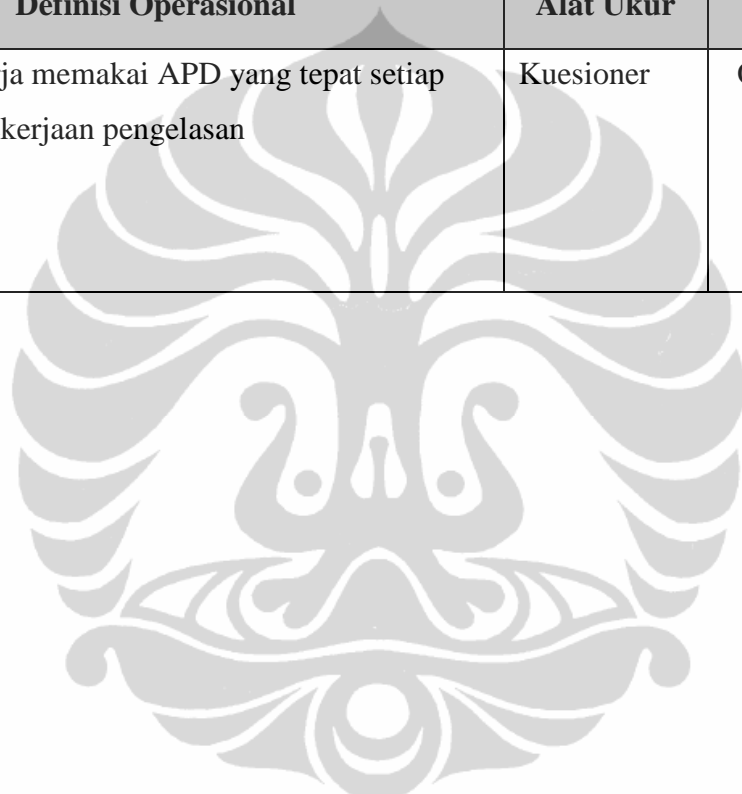 Definisi Operasional Alat Ukur
ja memakai APD yang tepat setiap Kuesioner
kerjaan pengelasan